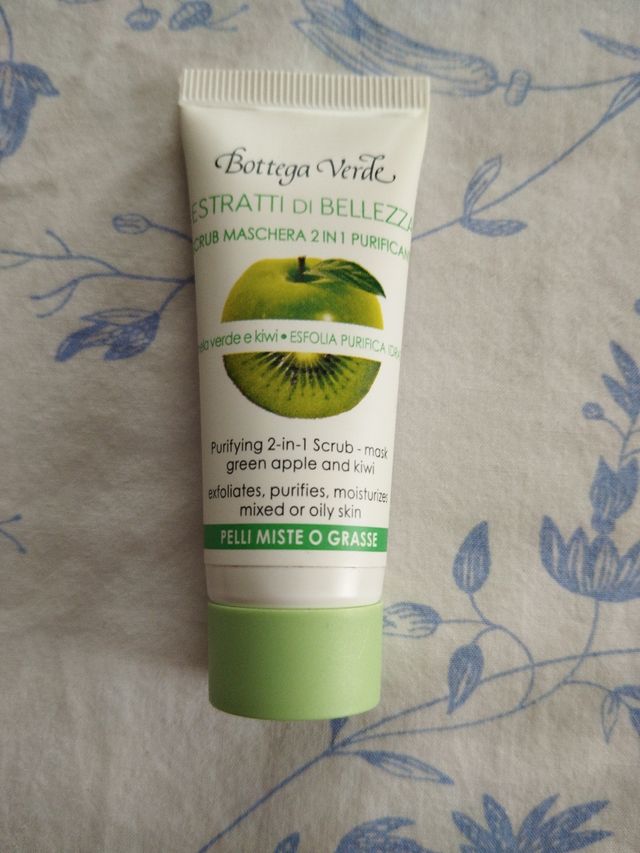 Bottega Verde
ESTRATTI DI BELLEZZA
SCRUB MASCHERA 2 IN 1 PURIFICAN
ela verde e kiwi • ESFOLIA PURIFICA IDRA
Purifying 2-in-1 Scrub - mask
green apple and kiwi
exfoliates, purifies, moisturizes
mixed or oily skin
PELLI MISTE O GRASSE